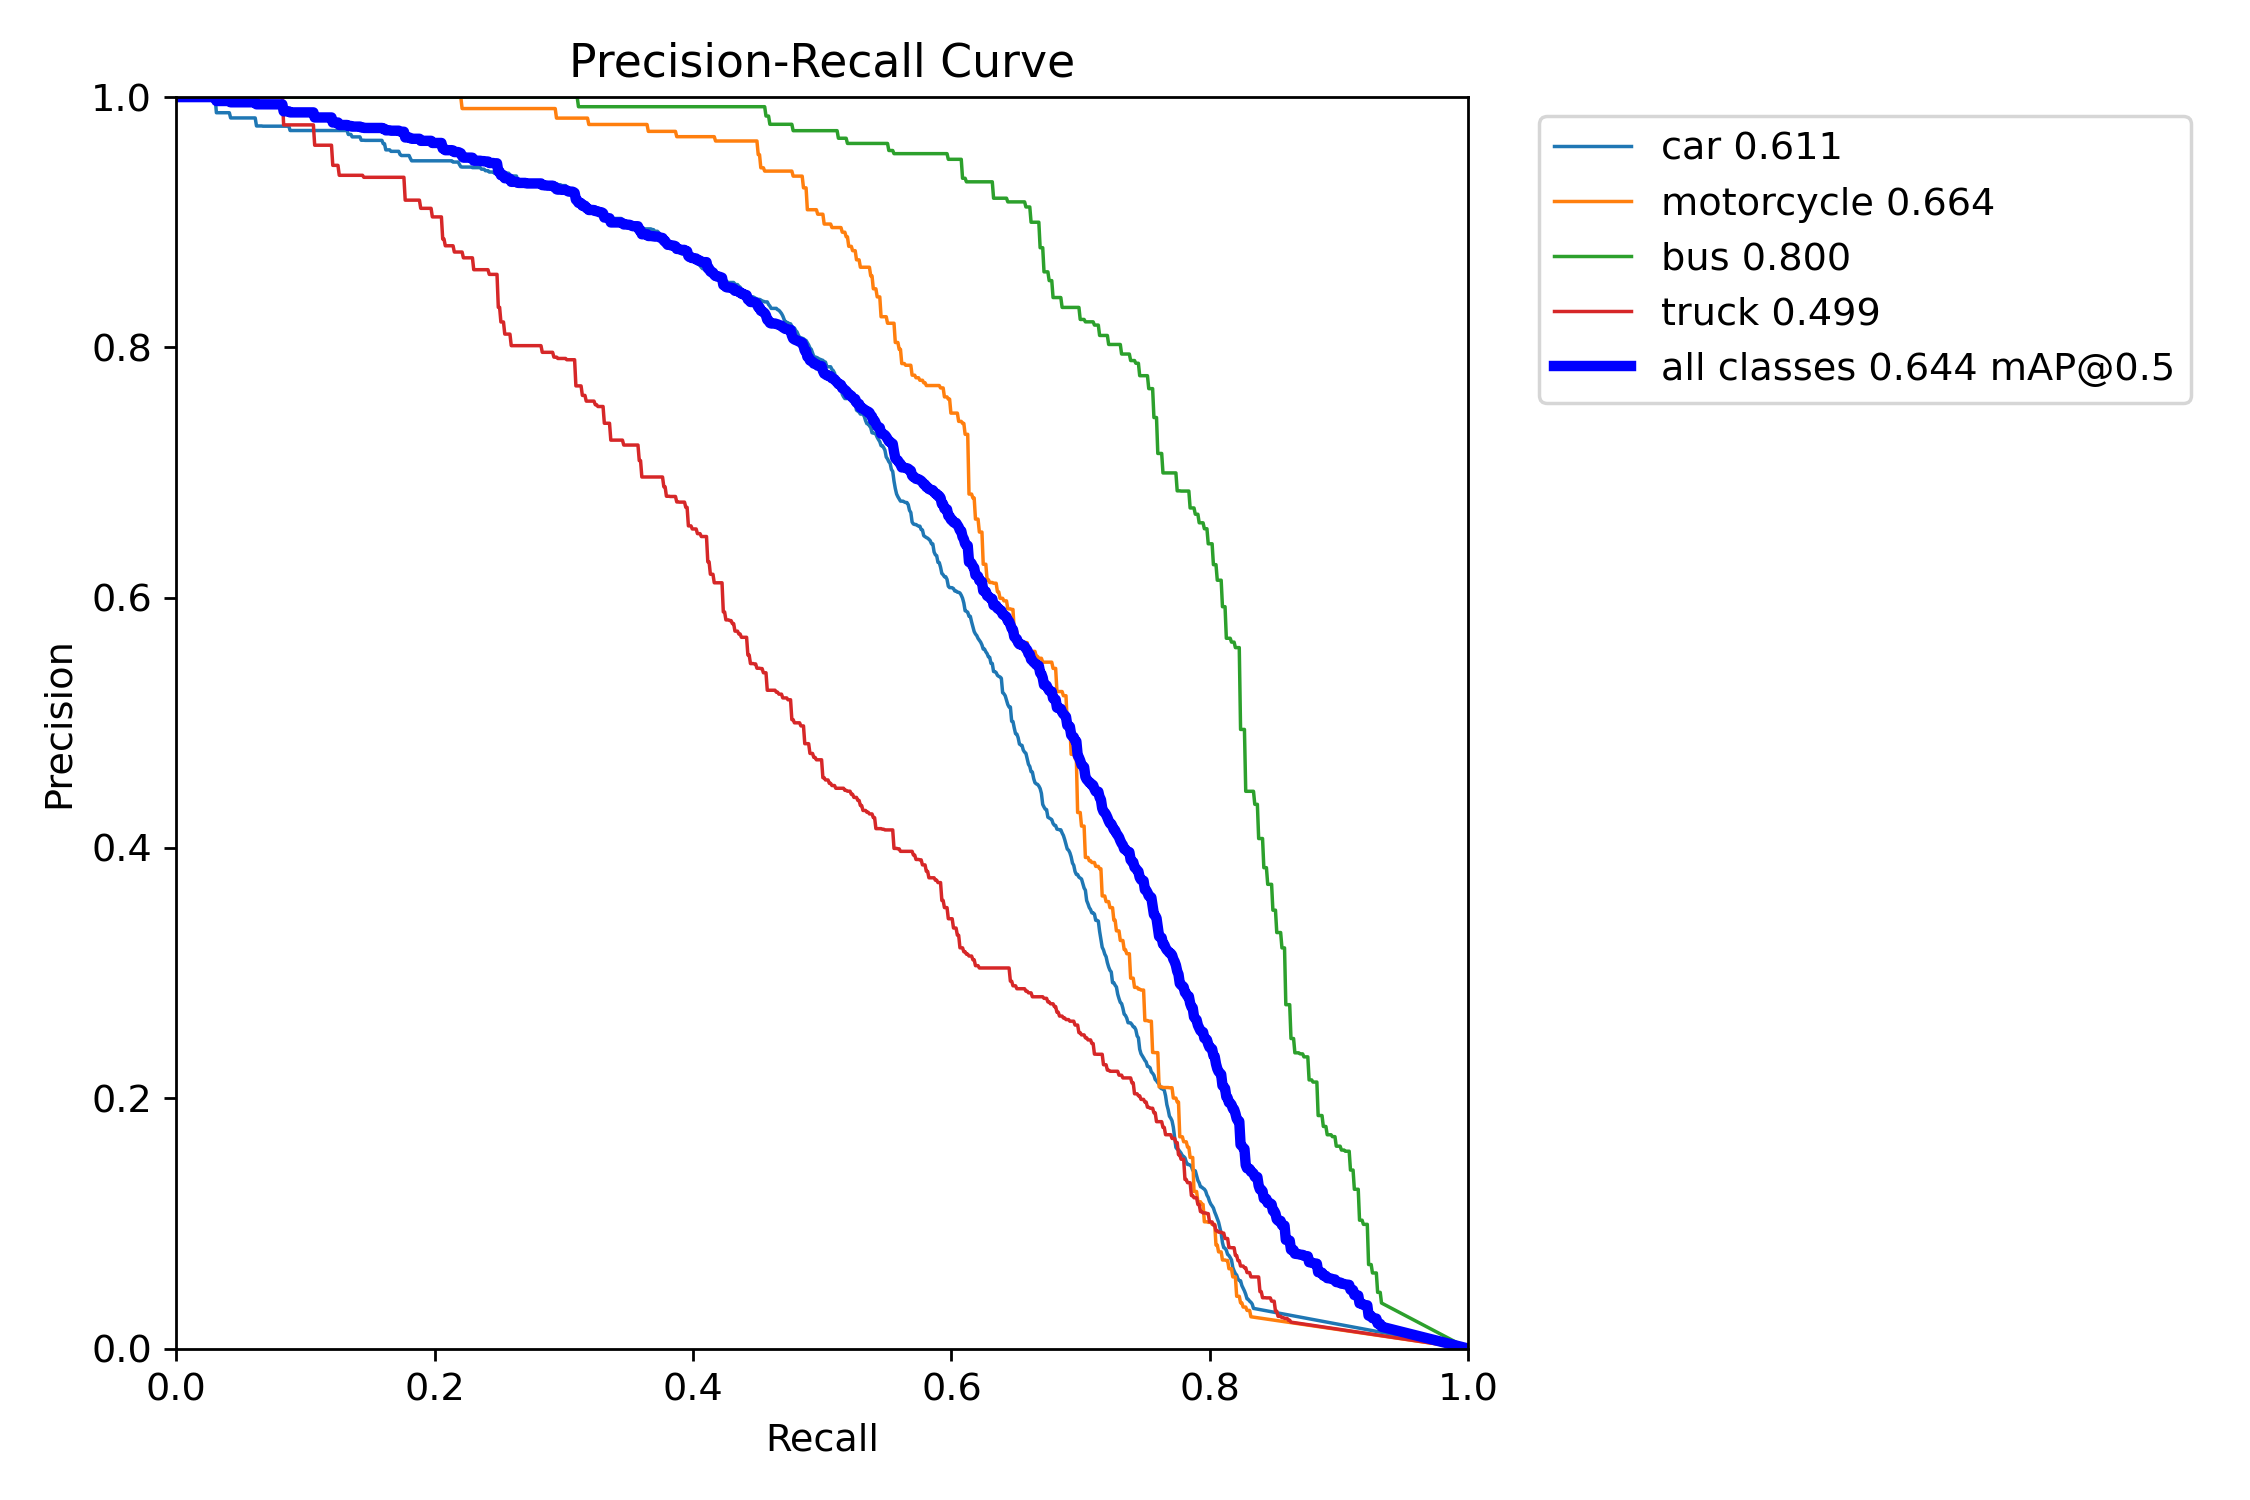 Precision-Recall Curve
1.0
0.8
0.6
0.4
0.2
0.0
Precision
0.0 0.2 0.4 0.6 0.8 1.0
Recall
car 0.611
motorcycle 0.664
bus 0.800
truck 0.499
all classes 0.644 mAP@0.5